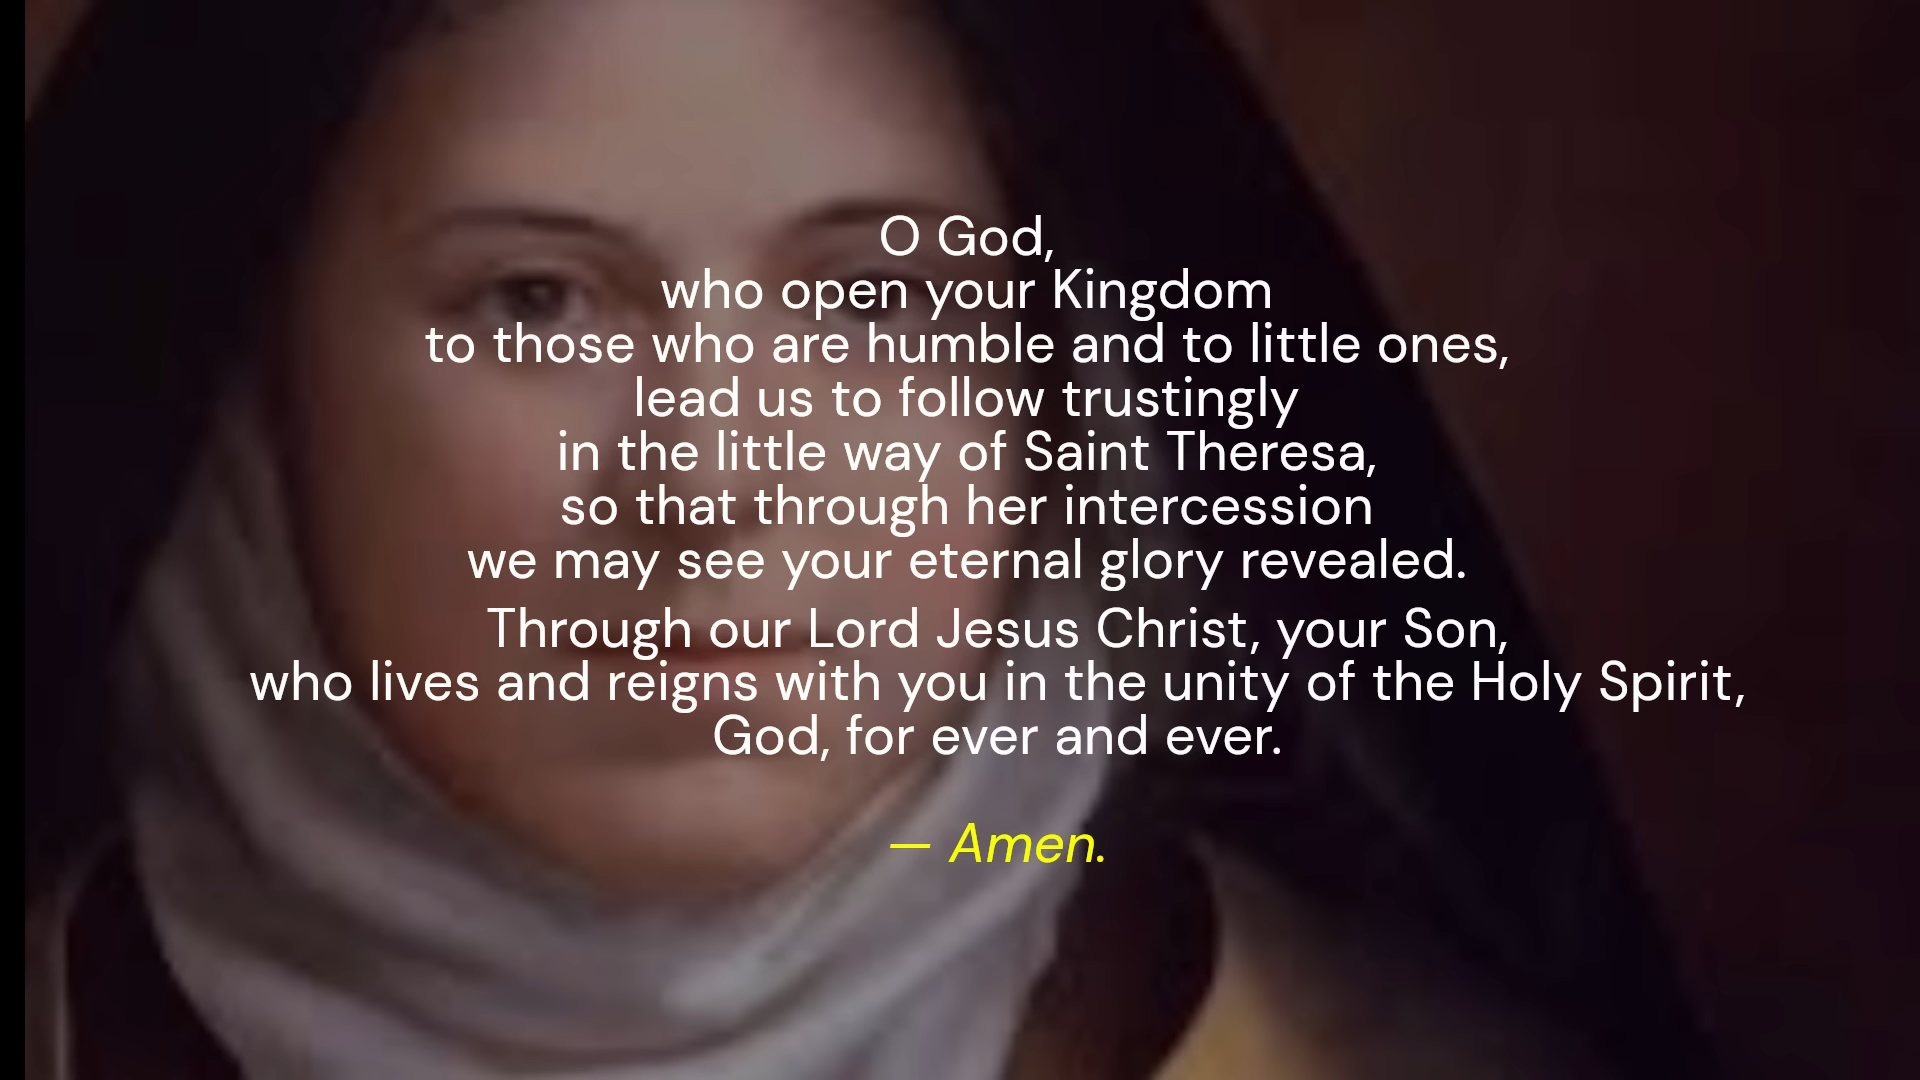 O God,
who open your Kingdom
to those who are humble and to little ones,
lead us to follow trustingly
in the little way of Saint Theresa,
so that through her intercession
we may see your eternal glory revealed.
Through our Lord Jesus Christ, your Son,
who lives and reigns with you in the unity of the Holy Spirit,
God, for ever and ever.
— Amen.